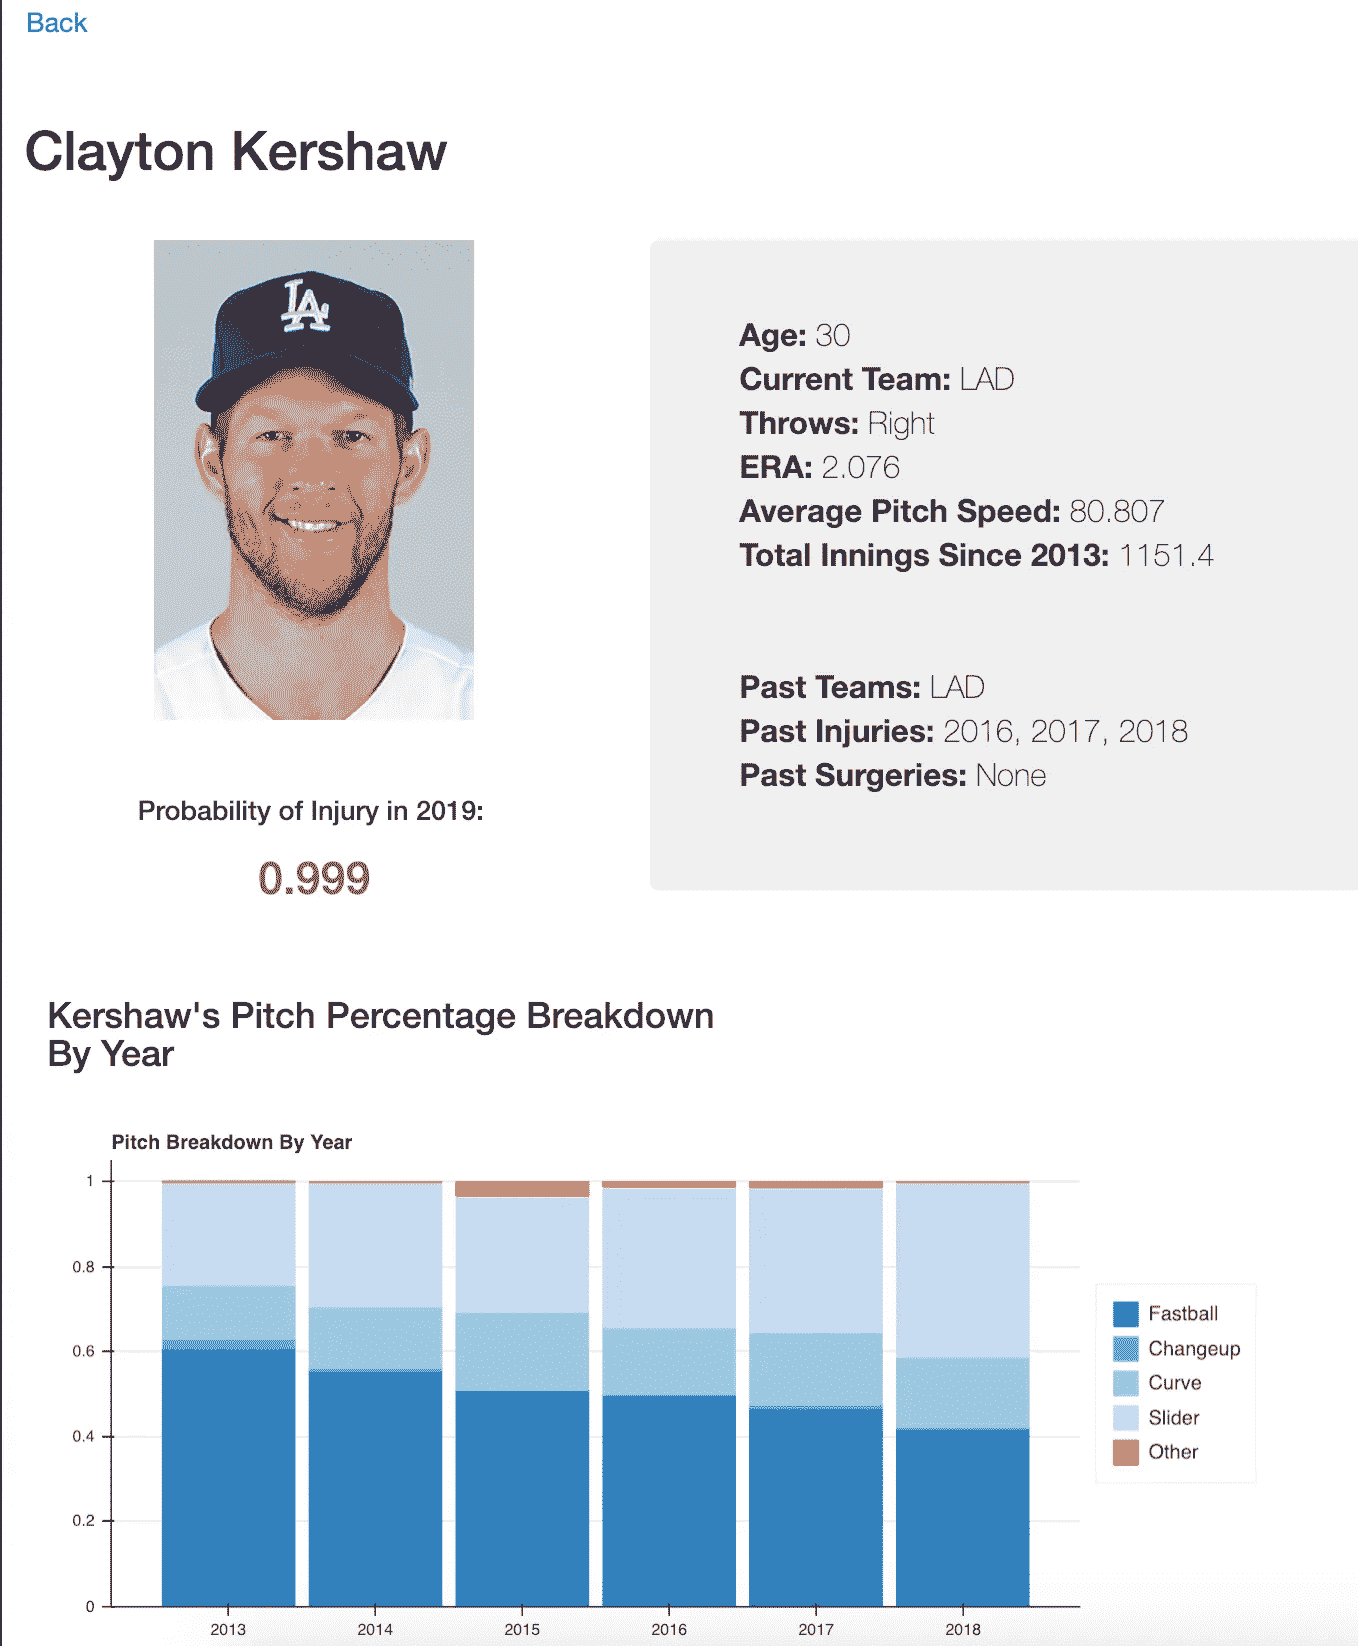 Back
Clayton Kershaw
LA
Age: 30
Current Team: LAD
Throws: Right
ERA: 2.076
Average Pitch Speed: 80.807
Total Innings Since 2013: 1151.4
Past Teams: LAD
Past Injuries: 2016, 2017, 2018
Past Surgeries: None
Probability of Injury in 2019:
0.999
Kershaw's Pitch Percentage Breakdown
By Year
Pitch Breakdown By Year
1
0.8
0.6
0.4
0.2
0
2013 2014 2015 2016 2017 2018
Fastball
Changeup
Curve
Slider
Other